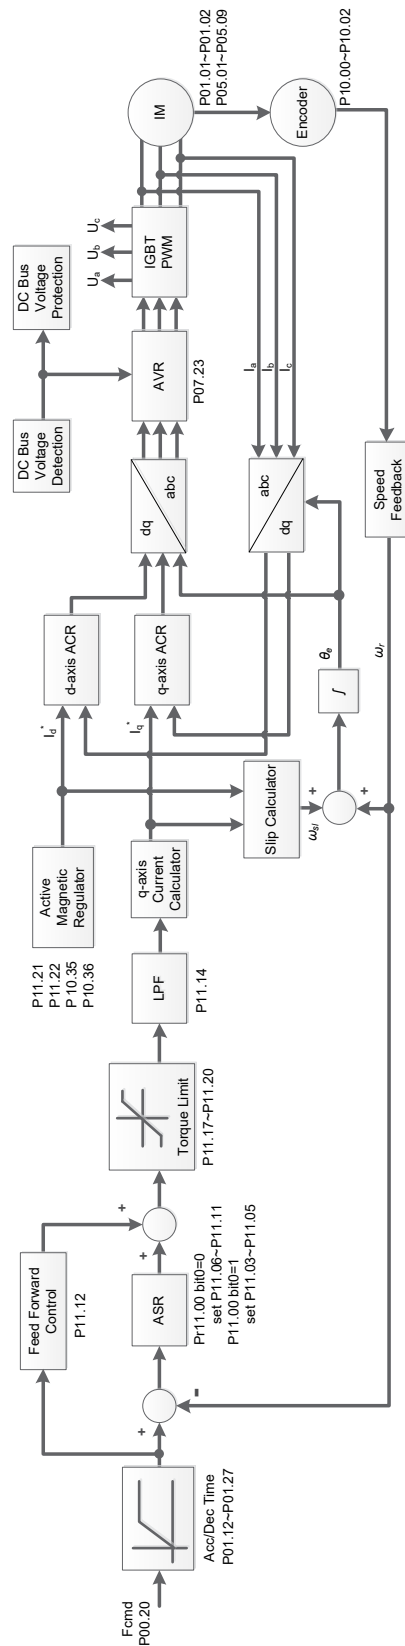 Fcmd
P00.20
Acc/Dec Time
P01.12~P01.27
+
-
Feed Forward
Control
P11.12
ASR
Pr11.00 bit0=0
set P11.06~P11.11
P11.00 bit0=1
set P11.03~P11.05
+
+
Torque Limit
P11.17~P11.20
LPF
P11.14
P11.21
P11.22
P10.35
P10.36
Active
Magnetic
Regulator
q-axis
Current
Calculator
Id*
Iq*
Slip Calculator
ωsl
+
+
∫
θe
d-axis ACR
q-axis ACR
dq
abc
abc
dq
DC Bus
Voltage
Detection
DC Bus
Voltage
Protection
AVR
P07.23
IGBT
PWM
Ua
Ub
Uc
Ia
Ib
Ic
IM
P01.01~P01.02
P05.01~P05.09
Encoder
P10.00~P10.02
Speed
Feedback
ωr